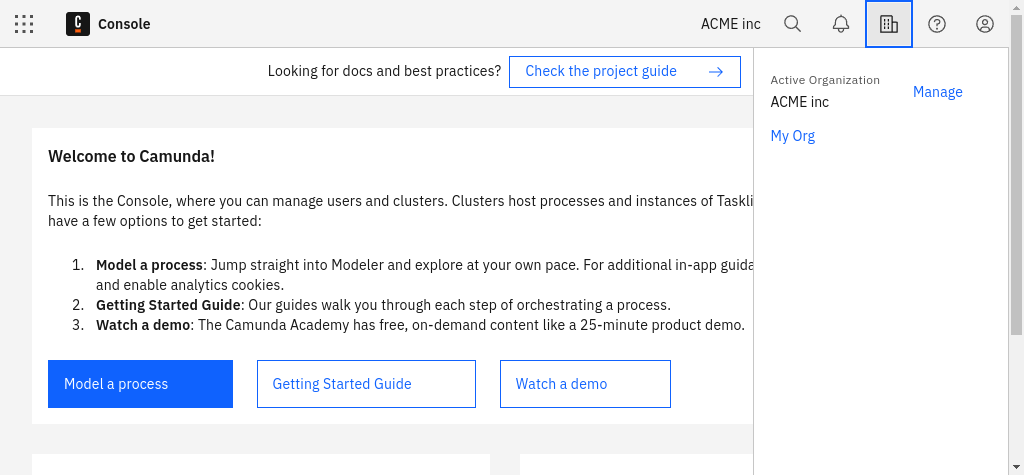 C Console
ACME inc
Looking for docs and best practices?
Check the project guide
Active Organization
ACME inc
Manage
My Org
Welcome to Camunda!
This is the Console, where you can manage users and clusters. Clusters host processes and instances of
have a few options to get started:
1. Model a process: Jump straight into Modeler and explore at your own pace. For additional in-app
and enable analytics cookies.
2. Getting Started Guide: Our guides walk you through each step of orchestrating a process.
3. Watch a demo: The Camunda Academy has free, on-demand content like a 25-minute product demo.
Model a process
Getting Started Guide
Watch a demo